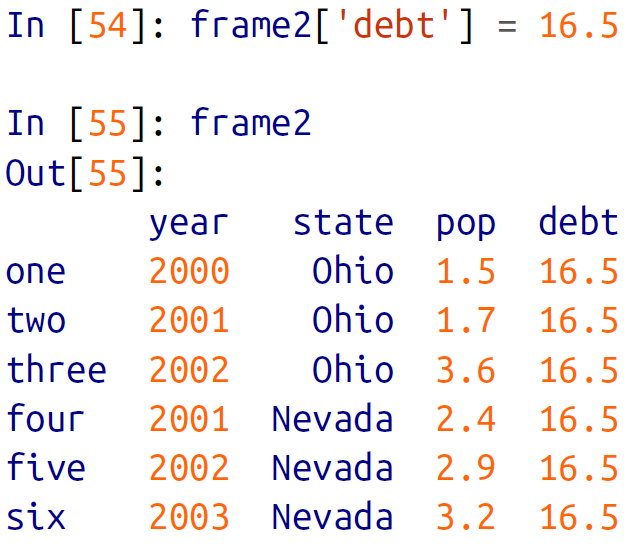 In [54]: frame2['debt'] = 16.5
In [55]: frame2
Out[55]:
year state pop debt
one 2000 Ohio 1.5 16.5
two 2001 Ohio 1.7 16.5
three 2002 Ohio 3.6 16.5
four 2001 Nevada 2.4 16.5
five 2002 Nevada 2.9 16.5
six 2003 Nevada 3.2 16.5